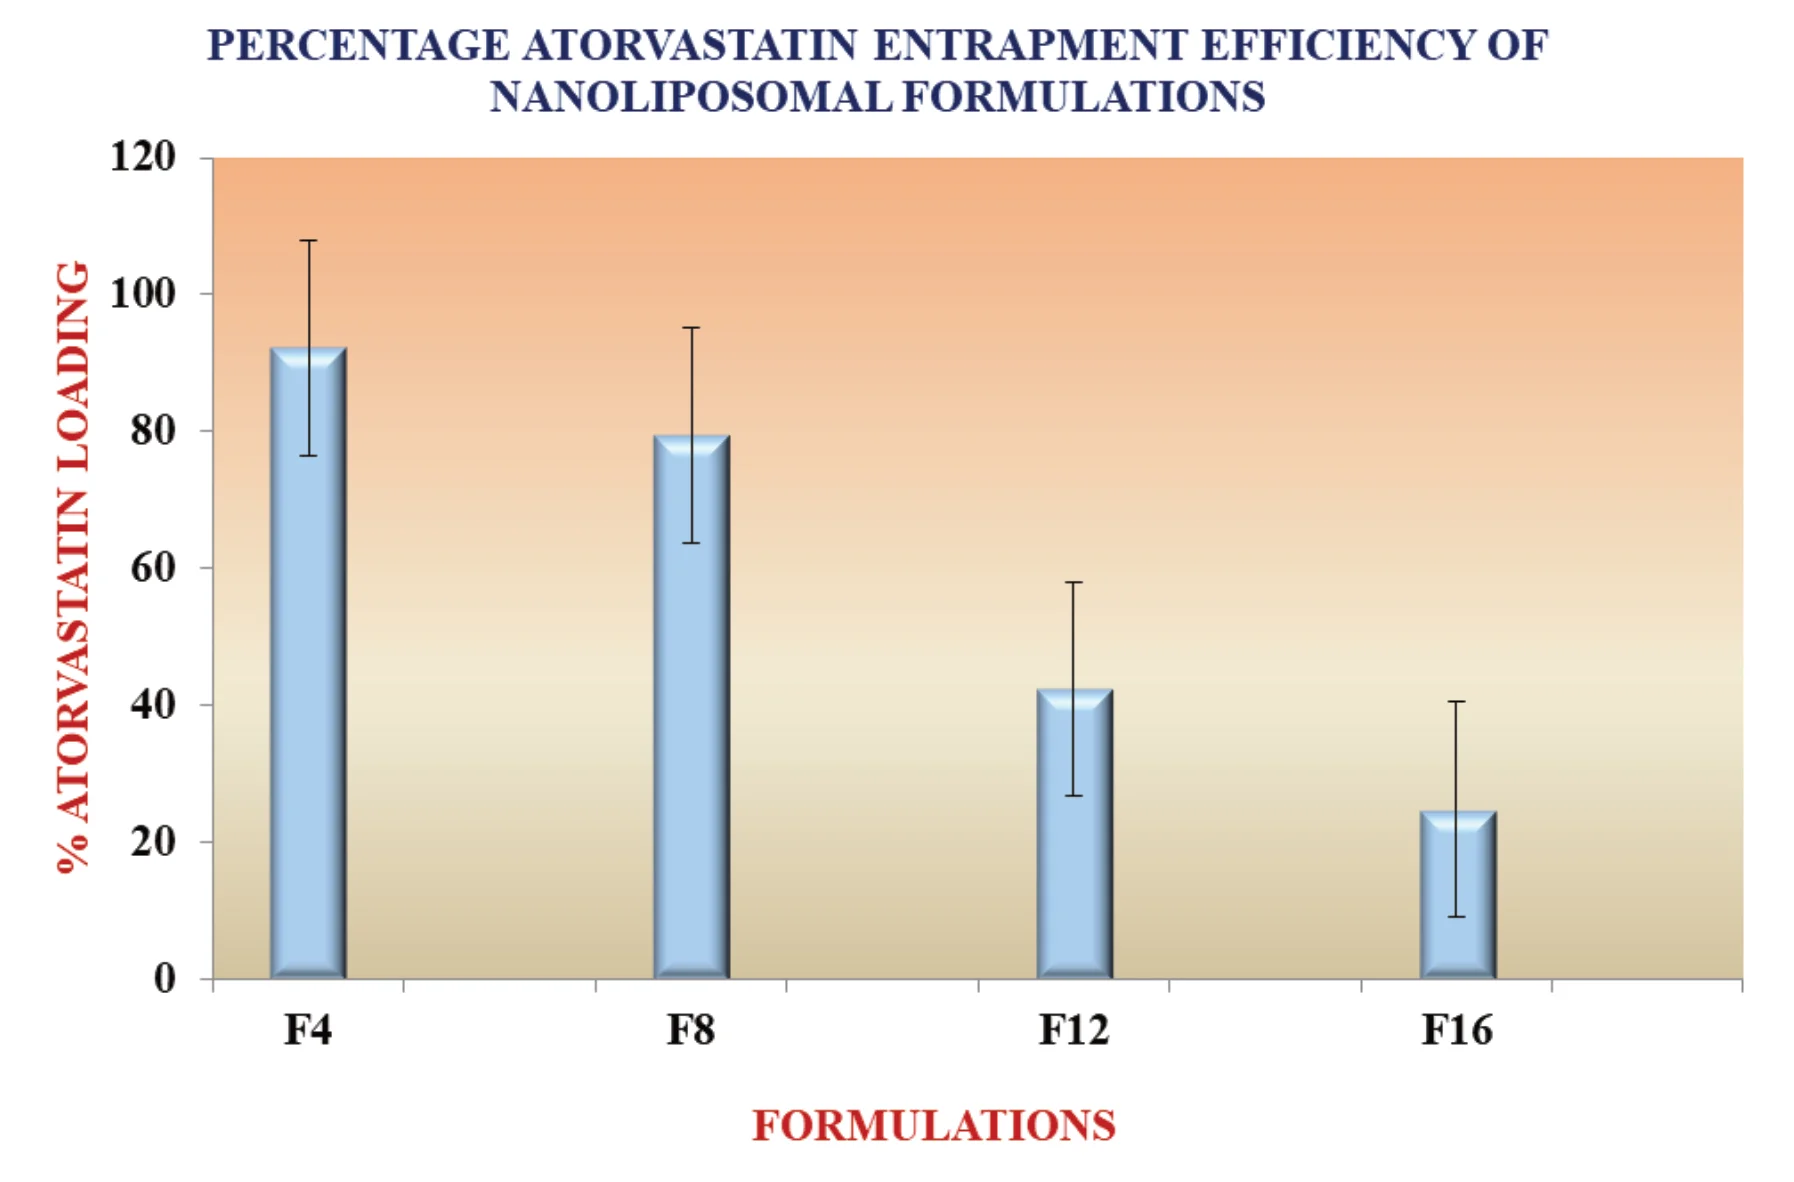 PERCENTAGE ATORVASTATIN ENTRAPMENT EFFICIENCY OF
NANOLIPOSOMAL FORMULATIONS
% ATORVASTATIN LOADING
120
100
80
60
40
20
0
F4 F8 F12 F16
FORMULATIONS